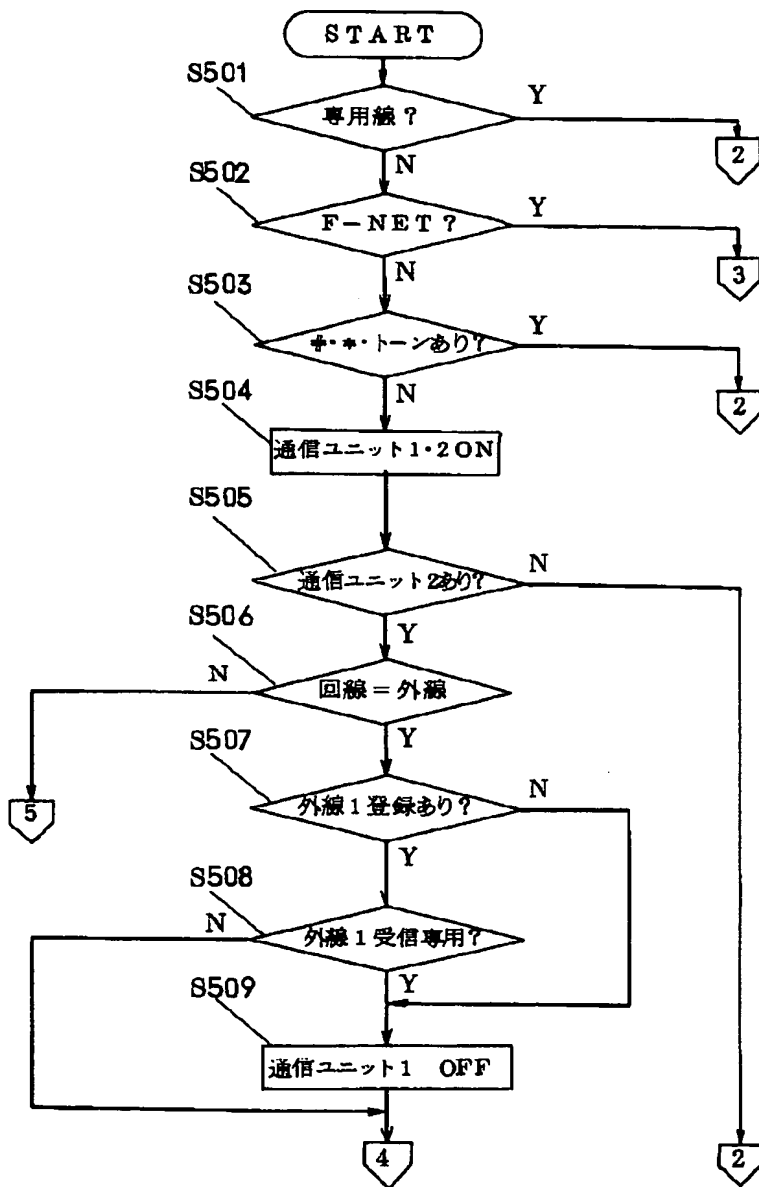 START
S501
専用線?
Y
2
N
S502
F-NET?
Y
3
N
S503
#・*・トーンあり?
Y
2
N
S504
通信ユニット1・2ON
S505
通信ユニット2あり?
N
Y
S506
回線=外線
N
5
Y
S507
外線1登録あり?
N
Y
S508
外線1受信専用?
N
Y
S509
通信ユニット1 OFF
4
2